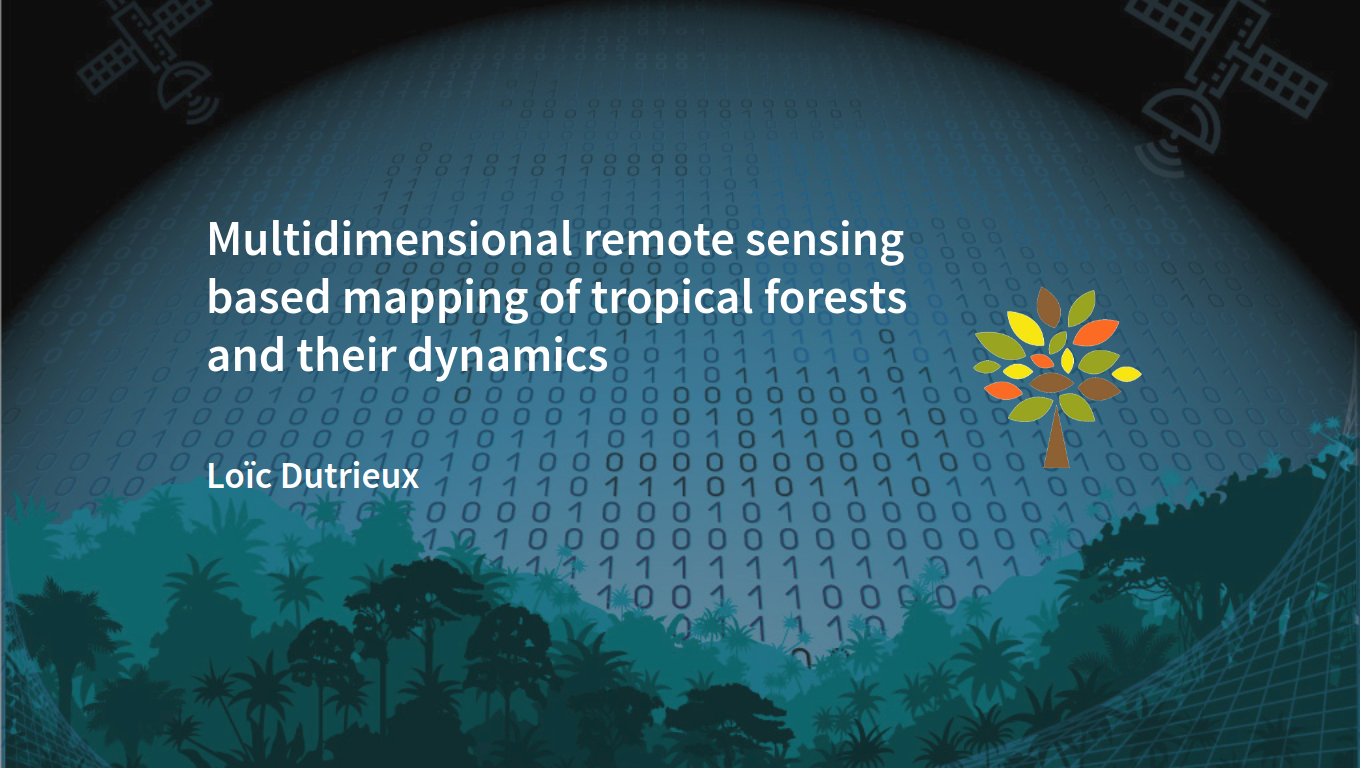 Multidimensional remote sensing
based mapping of tropical forests
and their dynamics
Loïc Dutrieux